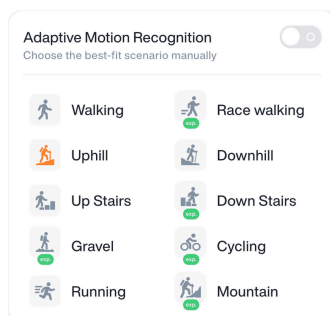 Adaptive Motion Recognition
Choose the best-fit scenario manually
Walking
Race walking
exp.
Uphill
Downhill
Up Stairs
Down Stairs
exp.
Gravel
exp.
Cycling
exp.
Running
Mountain
exp.